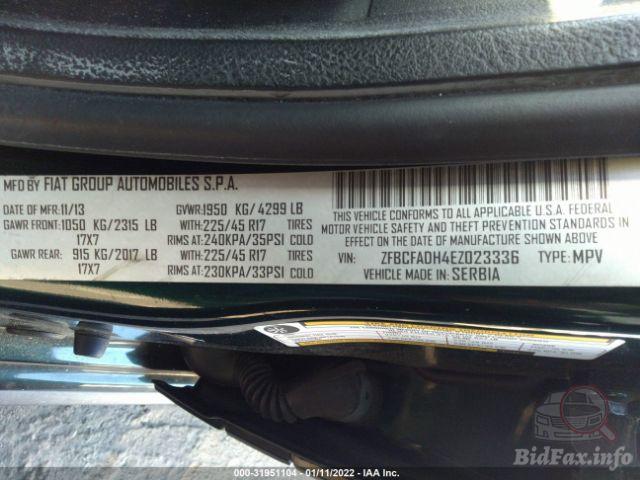 MFD BY FIAT GROUP AUTOMOBILES S.P.A.
DATE OF MFR:11/13 GVWR:1950 KG/ 4299 LB
GAWR FRONT:1050 KG/2315 LB WITH:225/45 R17 TIRES
17X7 RIMS AT:240KPA/35PSI COLD
GAWR REAR: 915 KG/2017 LB WITH:225/45 R17 TIRES
17X7 RIMS AT:230KPA/33PSI COLD
THIS VEHICLE CONFORMS TO ALL APPLICABLE U.S.A. FEDERAL
MOTOR VEHICLE SAFETY, BUMPER, AND THEFT PREVENTION STANDARDS IN
EFFECT ON THE DATE OF MANUFACTURE SHOWN ABOVE.
VIN: ZFBCFADH4EZ023336 TYPE: MPV
VEHICLE MADE IN: SERBIA
000-31951104 - 01/11/2022 - IAA Inc.
BidFax.info